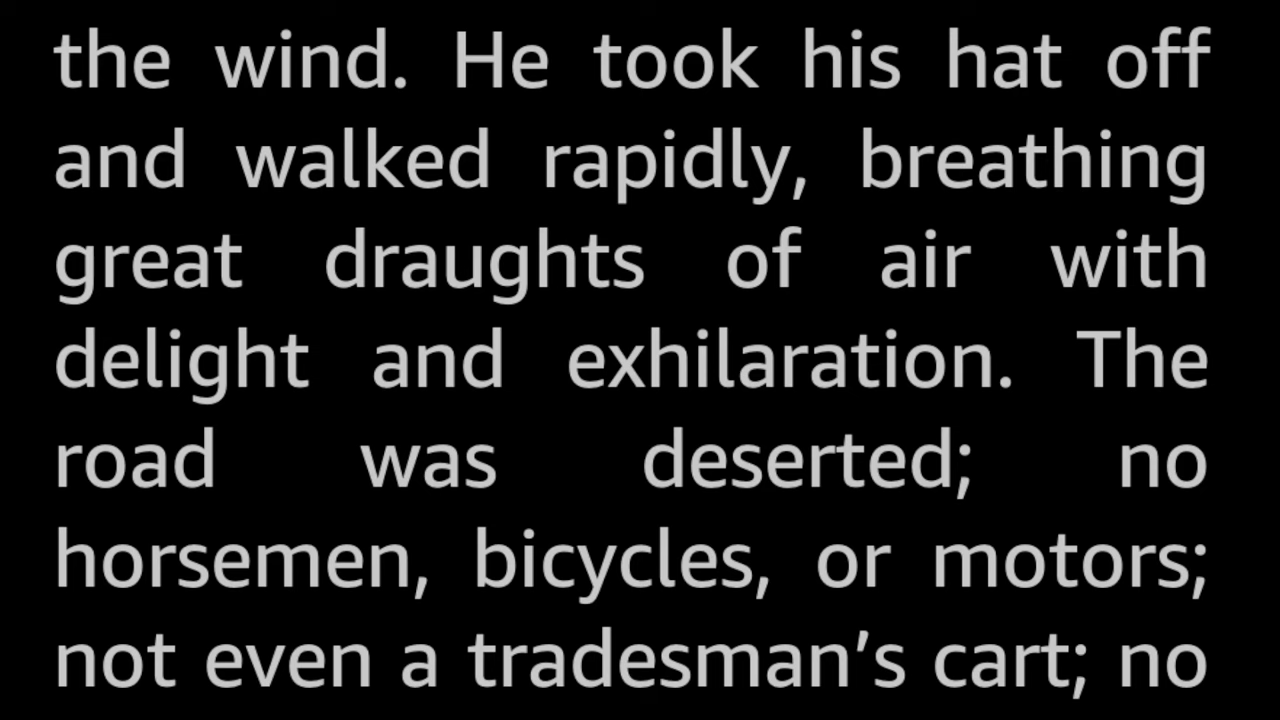 the wind. He took his hat off
and walked rapidly, breathing
great draughts of air with
delight and exhilaration. The
road was deserted; no
horsemen, bicycles, or motors;
not even a tradesman’s cart; no